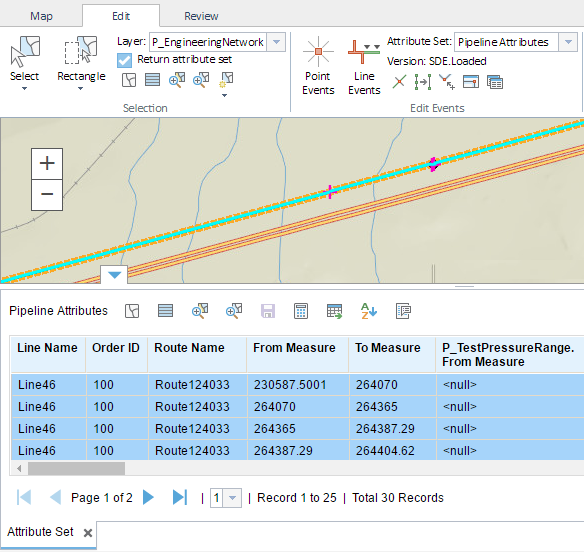 Map Edit Review
Layer: P_EngineeringNetwork
Return attribute set
Select Rectangle
Selection
Point Events
Line Events
Attribute Set: Pipeline Attributes
Version: SDE.Loaded
Edit Events
+
−
Pipeline Attributes
Line Name Order ID Route Name From Measure To Measure P_TestPressureRange. From Measure
Line46 100 Route124033 230587.5001 264070 <null>
Line46 100 Route124033 264070 264365 <null>
Line46 100 Route124033 264365 264387.29 <null>
Line46 100 Route124033 264387.29 264404.62 <null>
Page 1 of 2 | 1 | Record 1 to 25 | Total 30 Records
Attribute Set ×